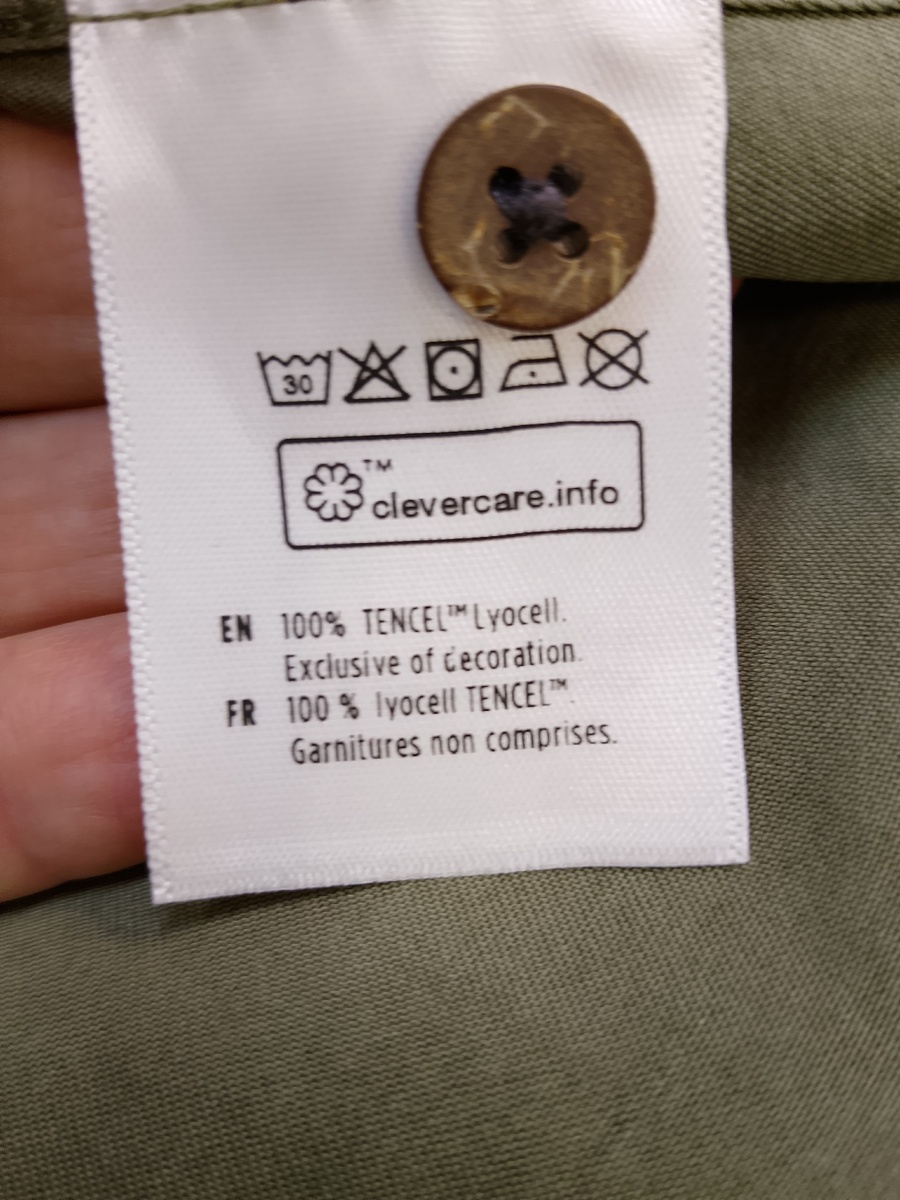 30
™
clevercare.info
EN 100% TENCEL™ Lyocell.
Exclusive of decoration.
FR 100 % lyocell TENCEL™.
Garnitures non comprises.